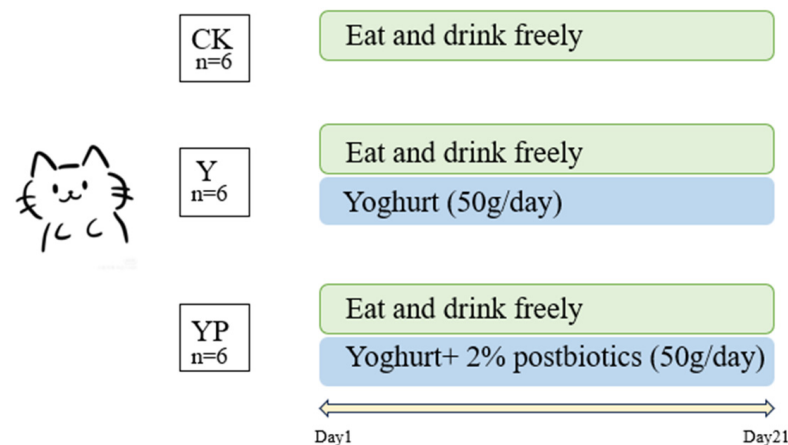 CK
n=6
Eat and drink freely
Y
n=6
Eat and drink freely
Yoghurt (50g/day)
YP
n=6
Eat and drink freely
Yoghurt+ 2% postbiotics (50g/day)
Day1
Day21